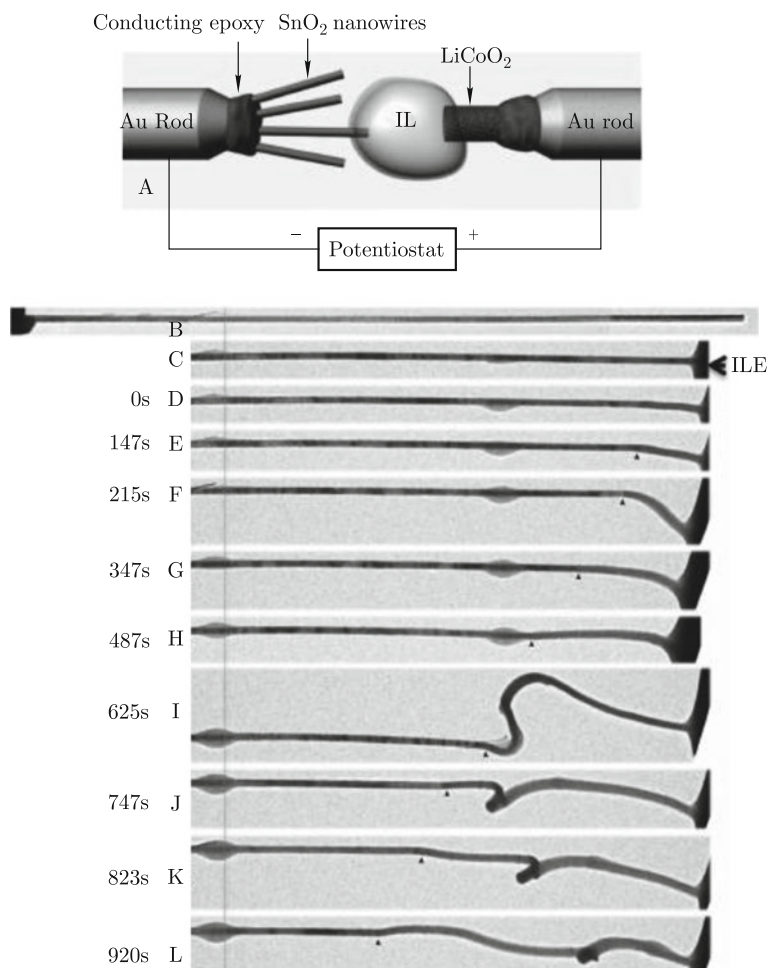 Conducting epoxy SnO₂ nanowires
LiCoO₂
Au Rod IL Au rod
A
− Potentiostat +
B
C ILE
0s D
147s E
215s F
347s G
487s H
625s I
747s J
823s K
920s L